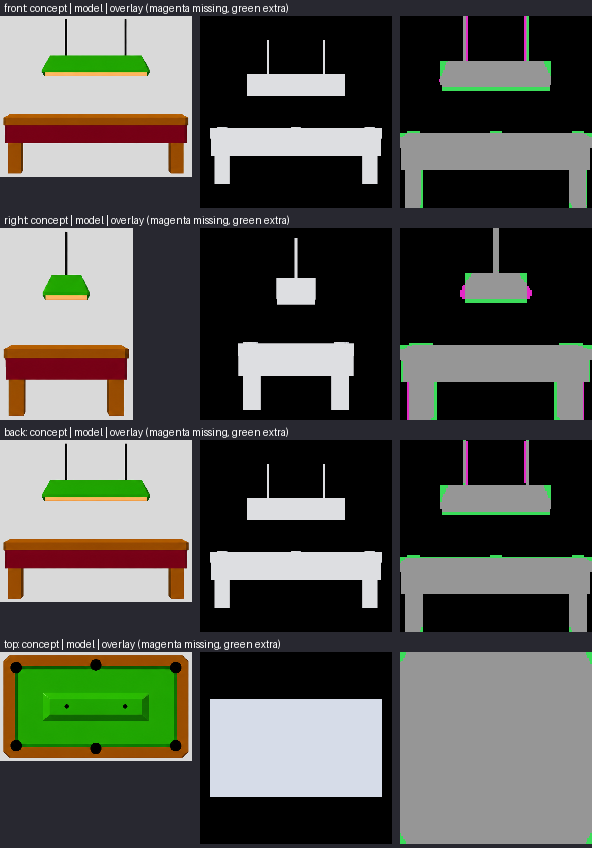 front: concept | model | overlay (magenta missing, green extra)
right: concept | model | overlay (magenta missing, green extra)
back: concept | model | overlay (magenta missing, green extra)
top: concept | model | overlay (magenta missing, green extra)